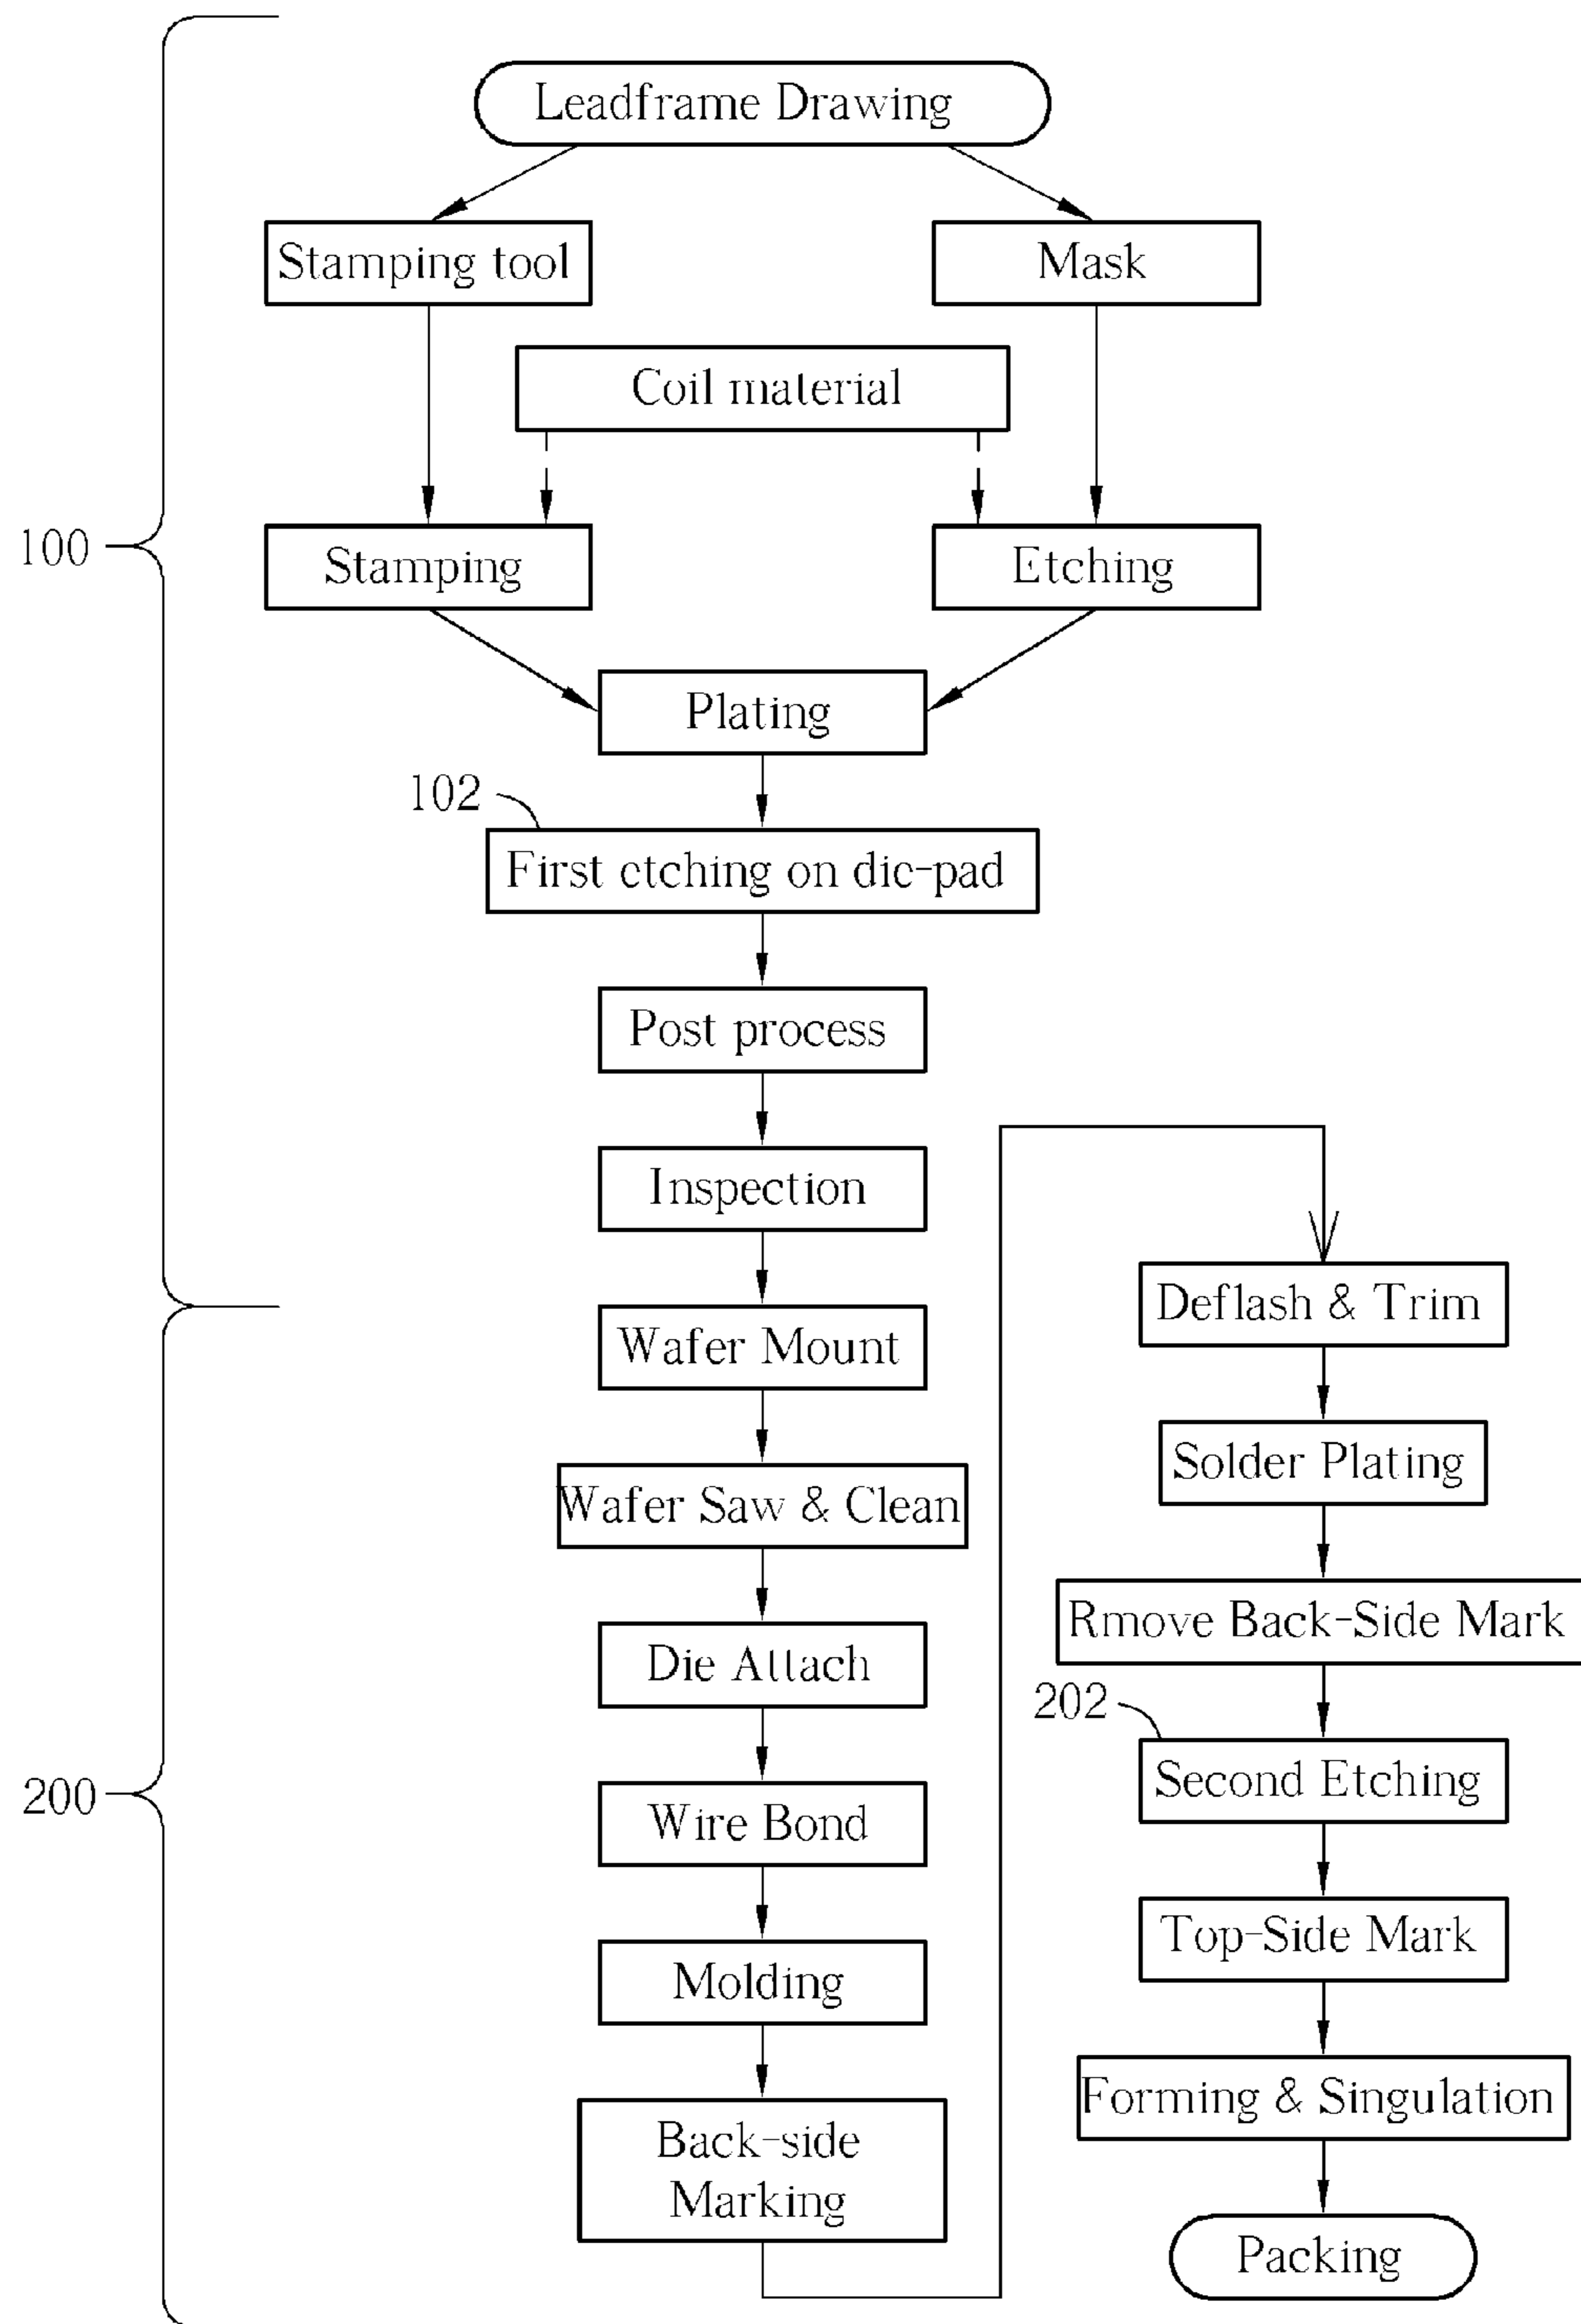 Leadframe Drawing
Stamping tool
Mask
Coil material
100
Stamping
Etching
Plating
102
First etching on die-pad
Post process
Inspection
Wafer Mount
Wafer Saw & Clean
Die Attach
200
Wire Bond
Molding
Back-side
Marking
Deflash & Trim
Solder Plating
Rmove Back-Side Mark
202
Second Etching
Top-Side Mark
Forming & Singulation
Packing